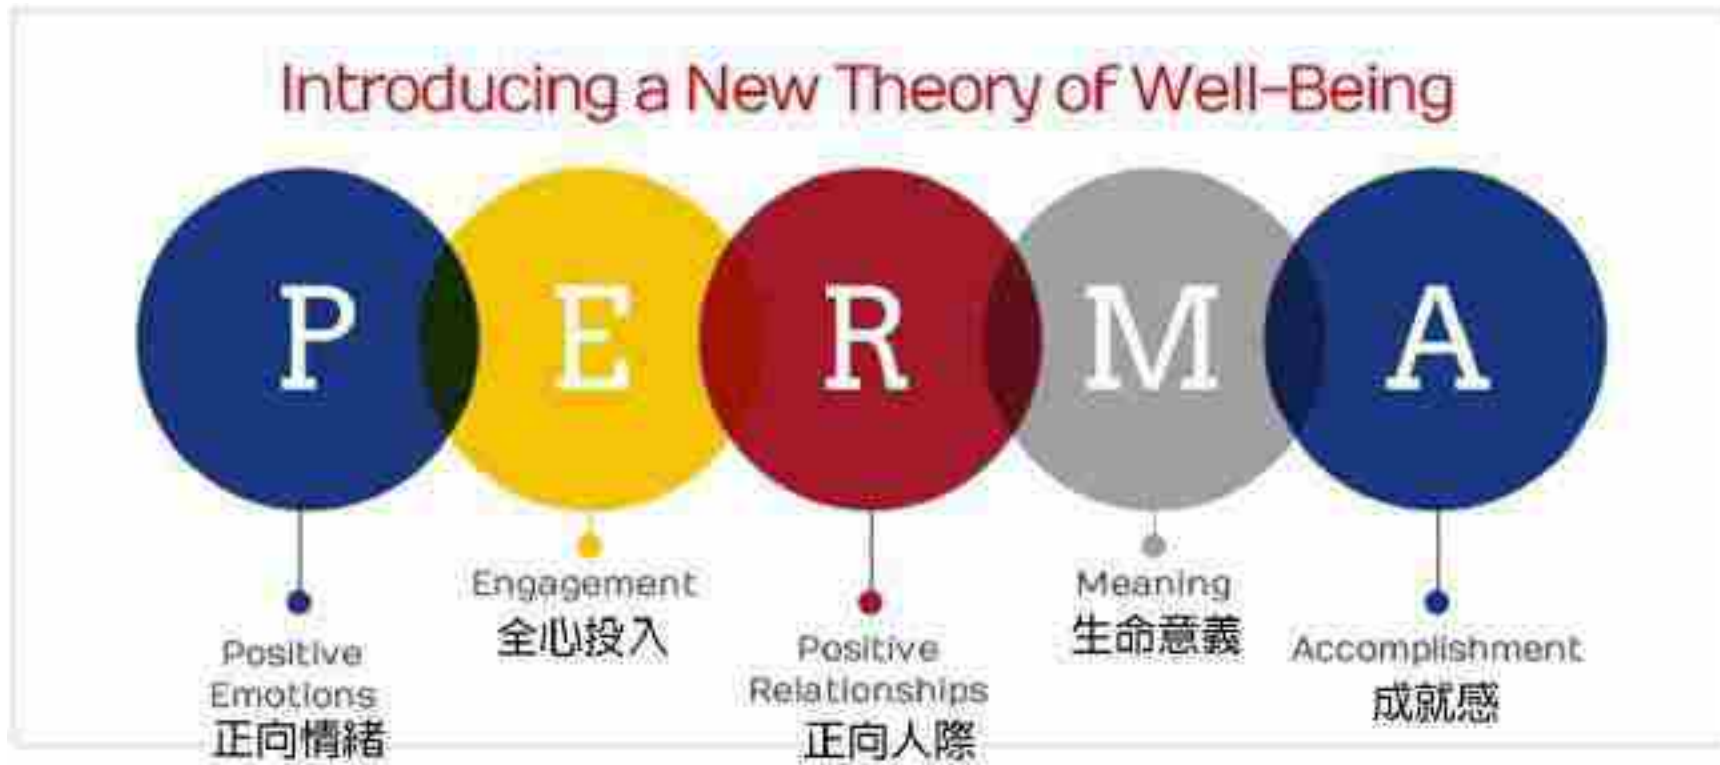 Introducing a New Theory of Well-Being
P E R M A
Positive
Emotions
正向情緒
Engagement
全心投入
Positive
Relationships
正向人際
Meaning
生命意義
Accomplishment
成就感